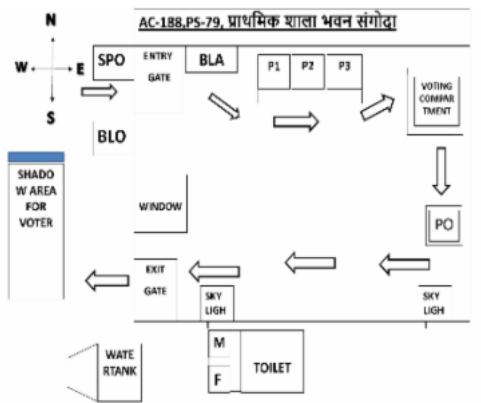 AC-188,PS-79, प्राथमिक शाला भवन संगोदा
N
W
E
S
SPO
ENTRY
GATE
BLA
P1
P2
P3
VOTING
COMPAR
TMENT
BLO
SHADO
W AREA
FOR
VOTER
WINDOW
PO
EXIT
GATE
SKY
LIGH
SKY
LIGH
WATE
RTANK
M
F
TOILET